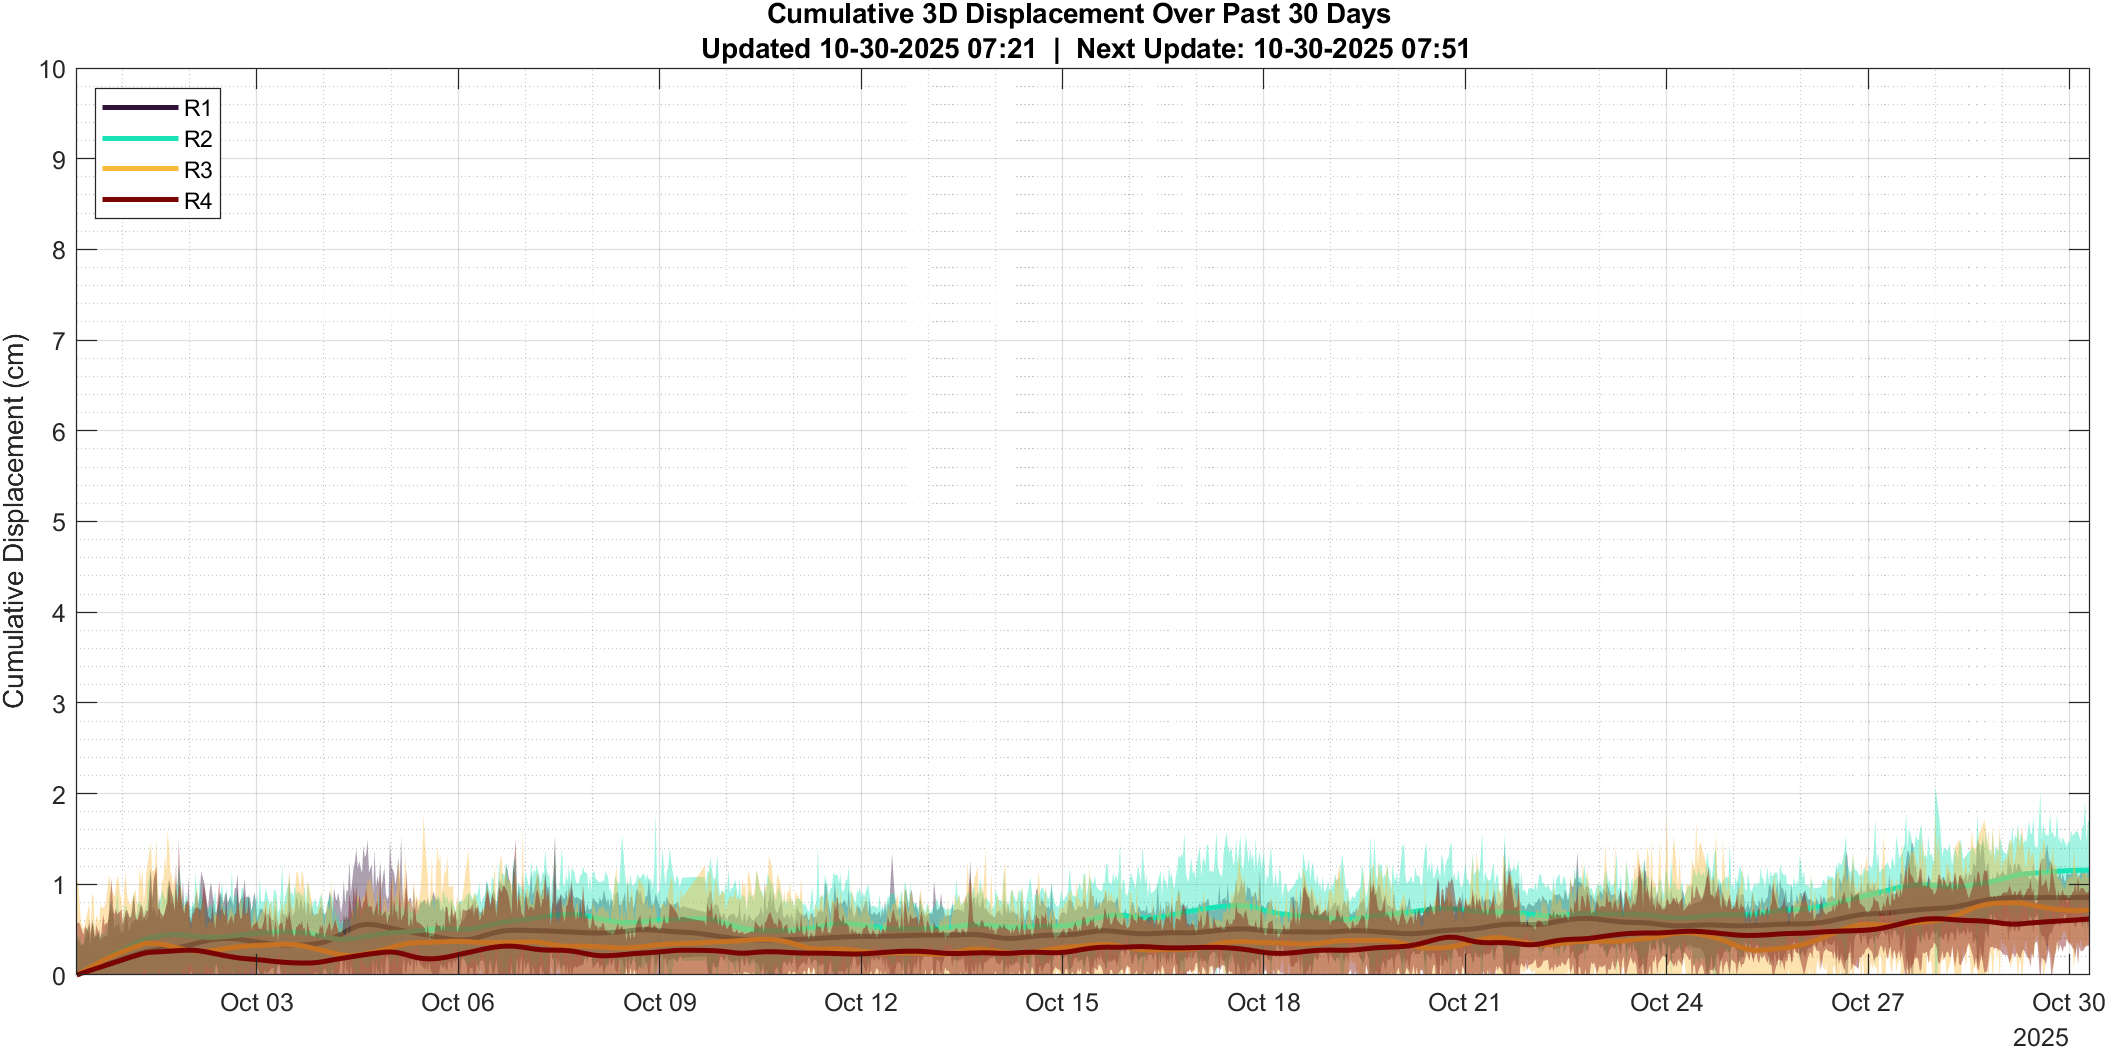 Cumulative 3D Displacement Over Past 30 Days
Updated 10-30-2025 07:21 | Next Update: 10-30-2025 07:51
R1
R2
R3
R4
Cumulative Displacement (cm)
10
9
8
7
6
5
4
3
2
1
0
Oct 03 Oct 06 Oct 09 Oct 12 Oct 15 Oct 18 Oct 21 Oct 24 Oct 27 Oct 30
2025